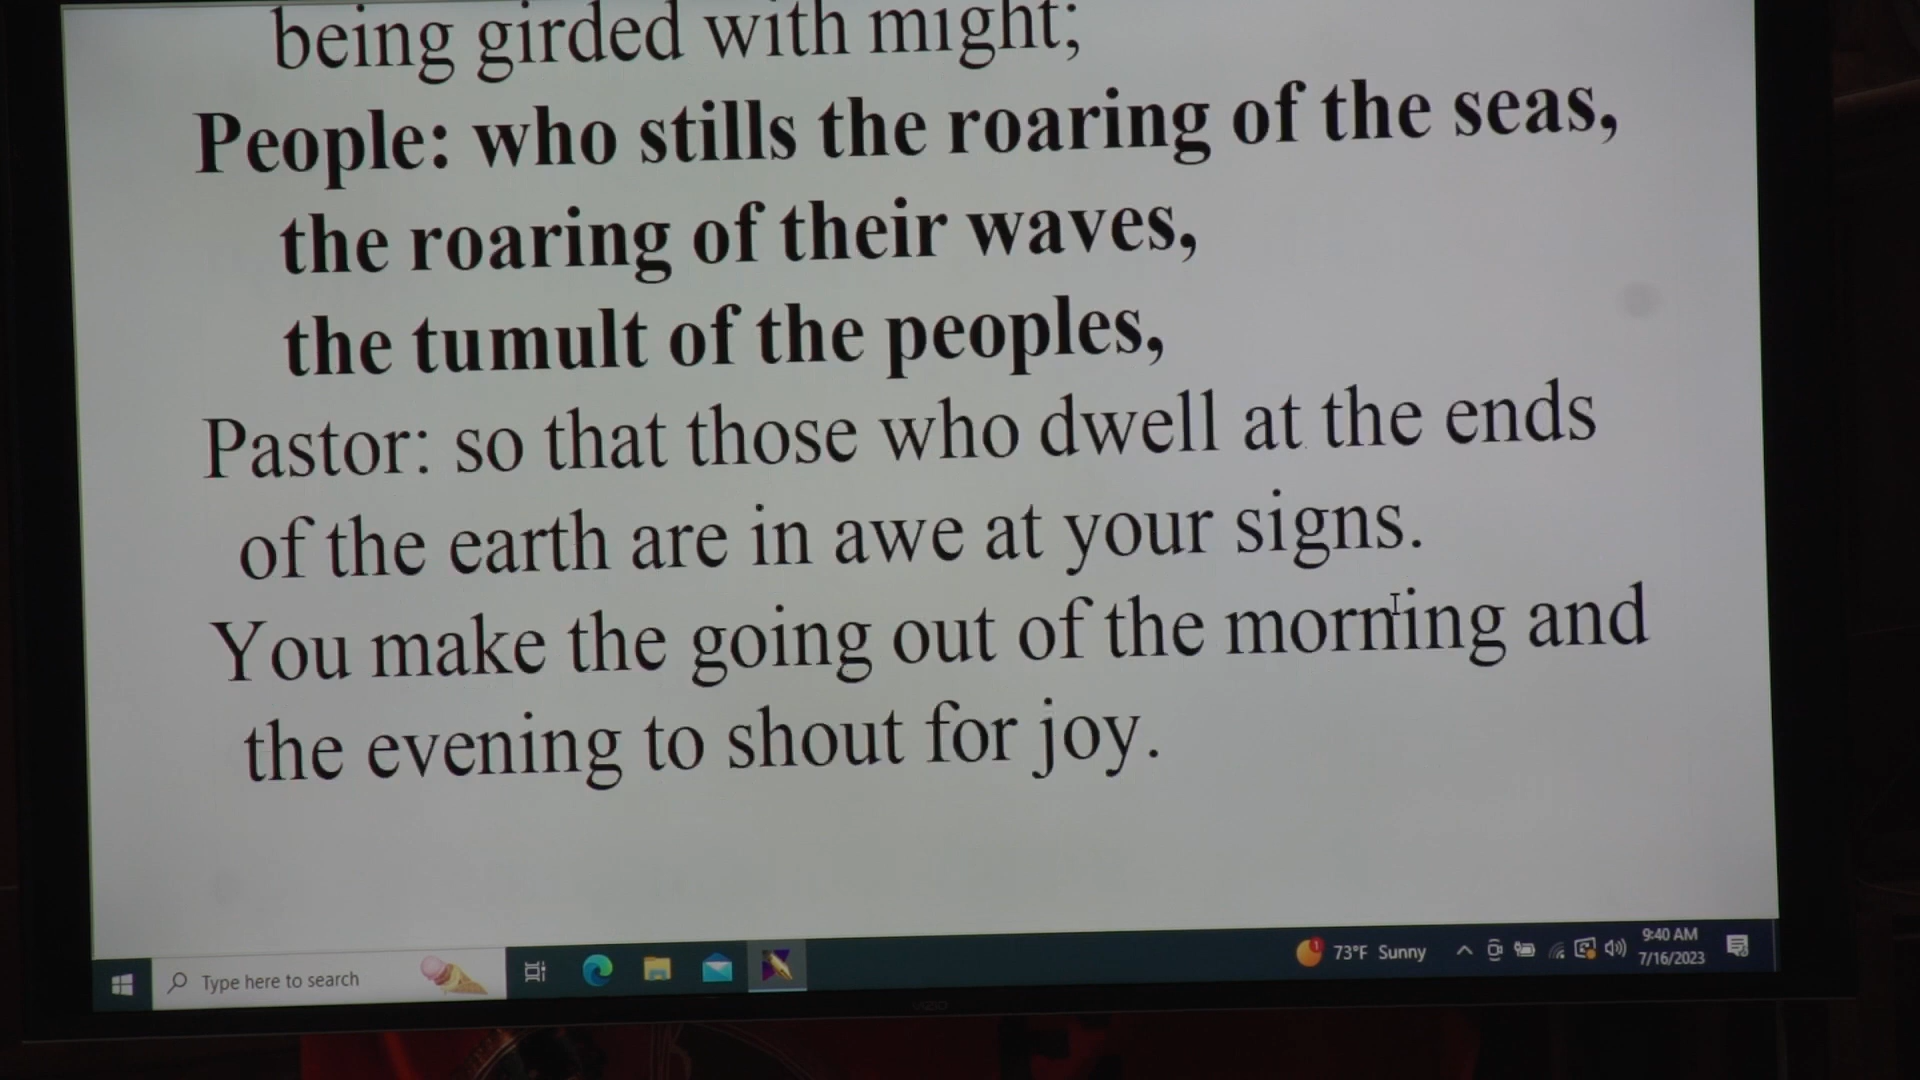 being girded with might;
People: who stills the roaring of the seas,
the roaring of their waves,
the tumult of the peoples,
Pastor: so that those who dwell at the ends
of the earth are in awe at your signs.
You make the going out of the morning and
the evening to shout for joy.
Type here to search
73°F Sunny
9:40 AM
7/16/2023